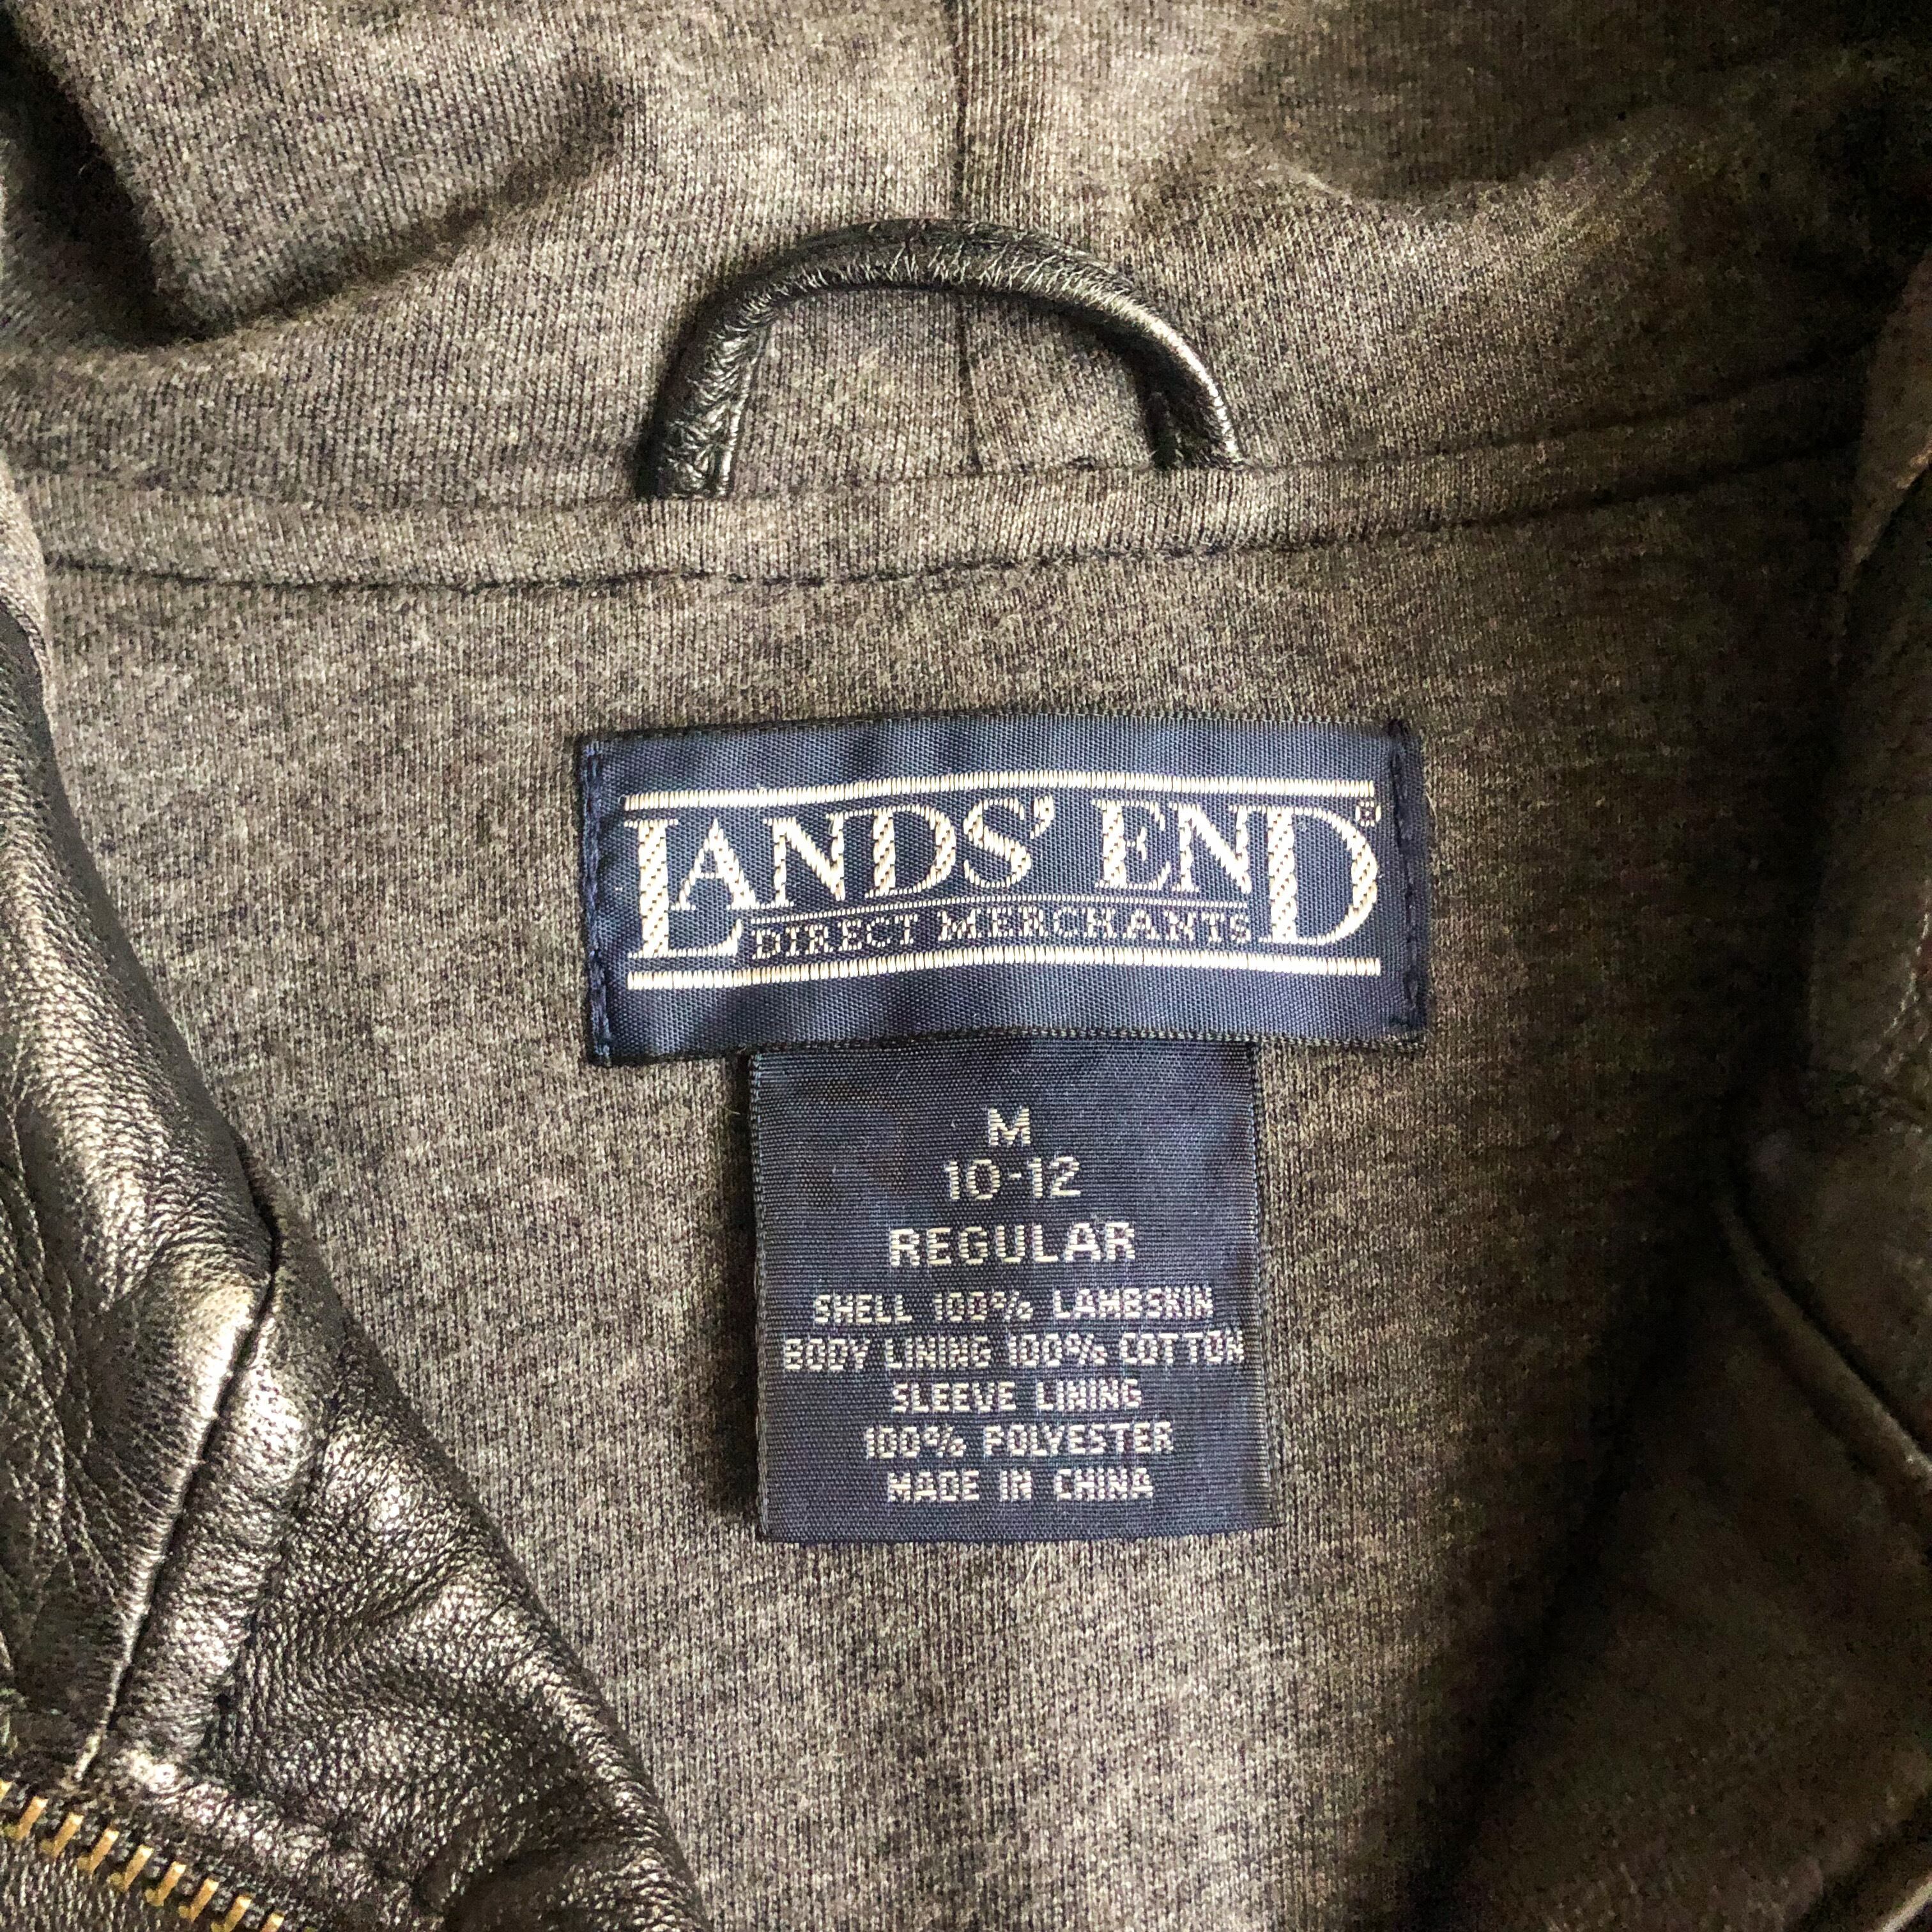 LANDS' END®
DIRECT MERCHANTS
M
10-12
REGULAR
SHELL 100% LAMBSKIN
BODY LINING 100% COTTON
SLEEVE LINING
100% POLYESTER
MADE IN CHINA